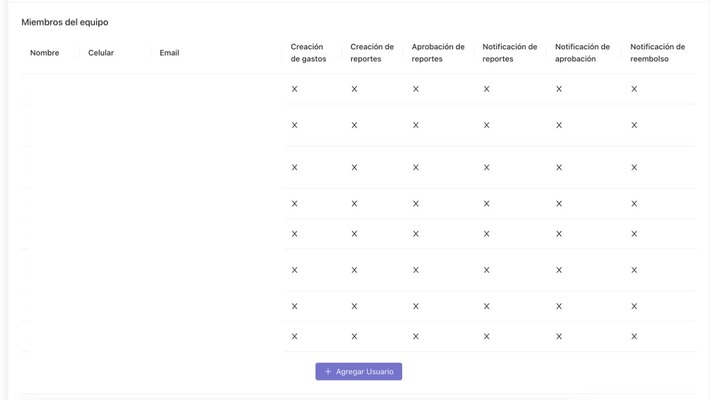 Miembros del equipo
Nombre Celular Email Creación de gastos Creación de reportes Aprobación de reportes Notificación de reportes Notificación de aprobación Notificación de reembolso
X X X X X X
X X X X X X
X X X X X X
X X X X X X
X X X X X X
X X X X X X
X X X X X X
X X X X X X
+ Agregar Usuario